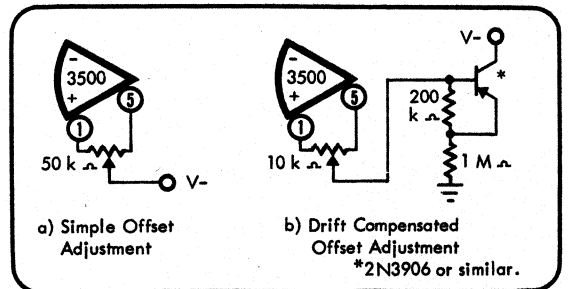 3500
-
+
1
5
50 k Ω
V-
a) Simple Offset
Adjustment
3500
-
+
1
5
10 k Ω
V-
*
200
k Ω
1 M Ω
b) Drift Compensated
Offset Adjustment
*2N3906 or similar.